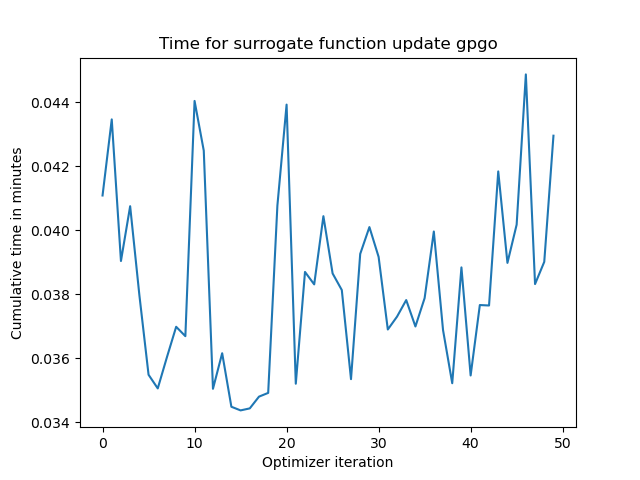 Time for surrogate function update gpgo
Cumulative time in minutes
0.044
0.042
0.040
0.038
0.036
0.034
0 10 20 30 40 50
Optimizer iteration